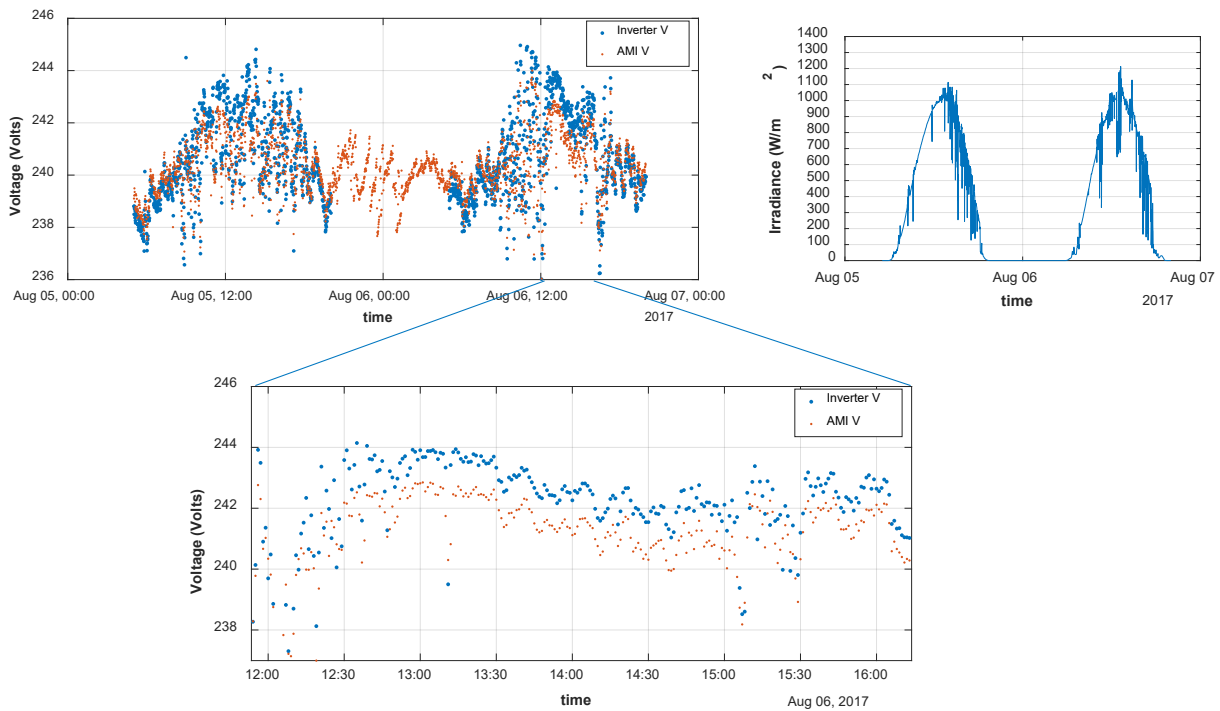 246
244
242
240
238
236
Voltage (Volts)
Inverter V
AMI V
Aug 05, 00:00
Aug 05, 12:00
Aug 06, 00:00
Aug 06, 12:00
Aug 07, 00:00
time
2017
1400
1300
1200
1100
1000
900
800
700
600
500
400
300
200
100
0
Irradiance (W/m
2
)
Aug 05
Aug 06
Aug 07
time
2017
246
244
242
240
238
Voltage (Volts)
Inverter V
AMI V
12:00
12:30
13:00
13:30
14:00
14:30
15:00
15:30
16:00
time
Aug 06, 2017